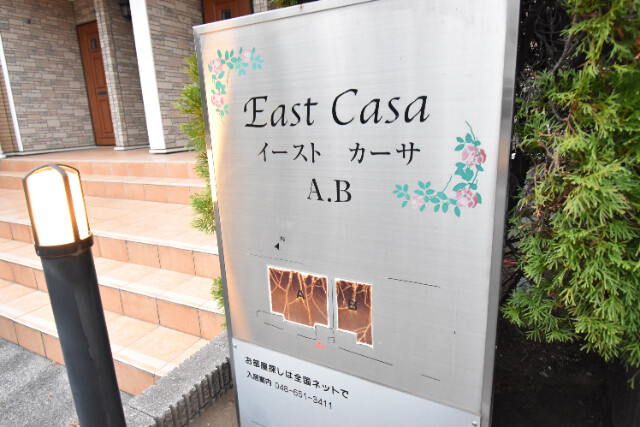 East Casa
イースト カーサ
A.B
N
A B
お部屋探しは全国ネットで
入居案内 046-651-3411